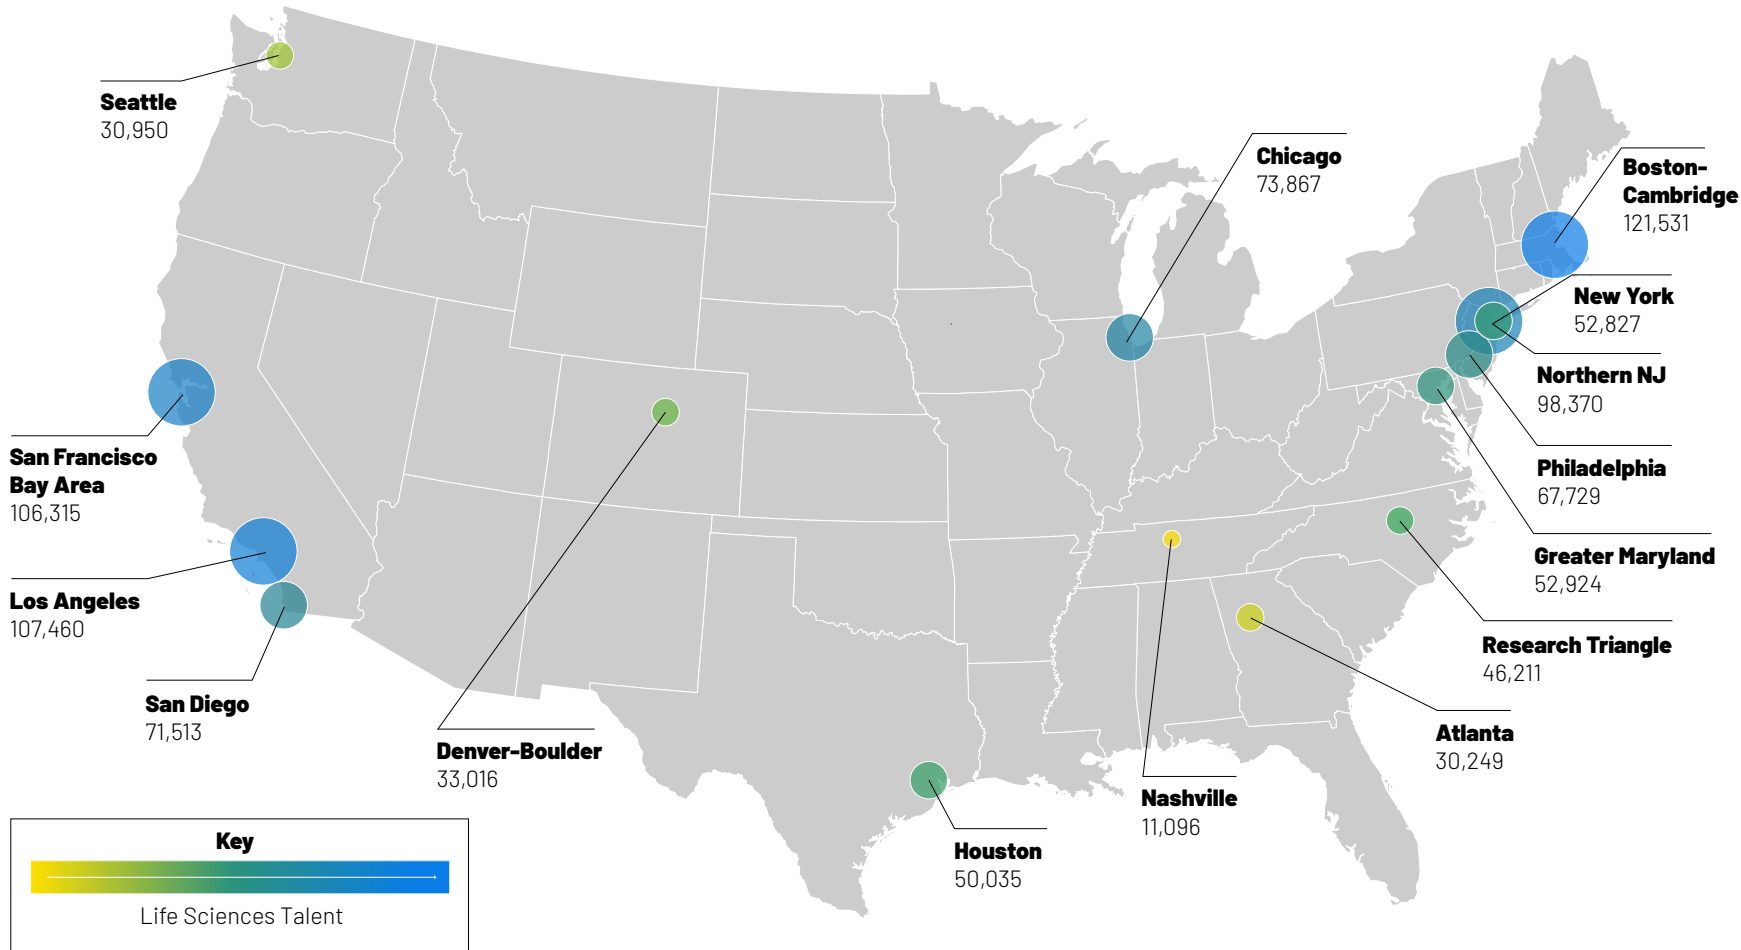 Seattle
30,950
Chicago
73,867
Boston-
Cambridge
121,531
New York
52,827
Northern NJ
98,370
San Francisco
Bay Area
106,315
Philadelphia
67,729
Greater Maryland
52,924
Los Angeles
107,460
Research Triangle
46,211
San Diego
71,513
Denver-Boulder
33,016
Atlanta
30,249
Nashville
11,096
Houston
50,035
Key
Life Sciences Talent